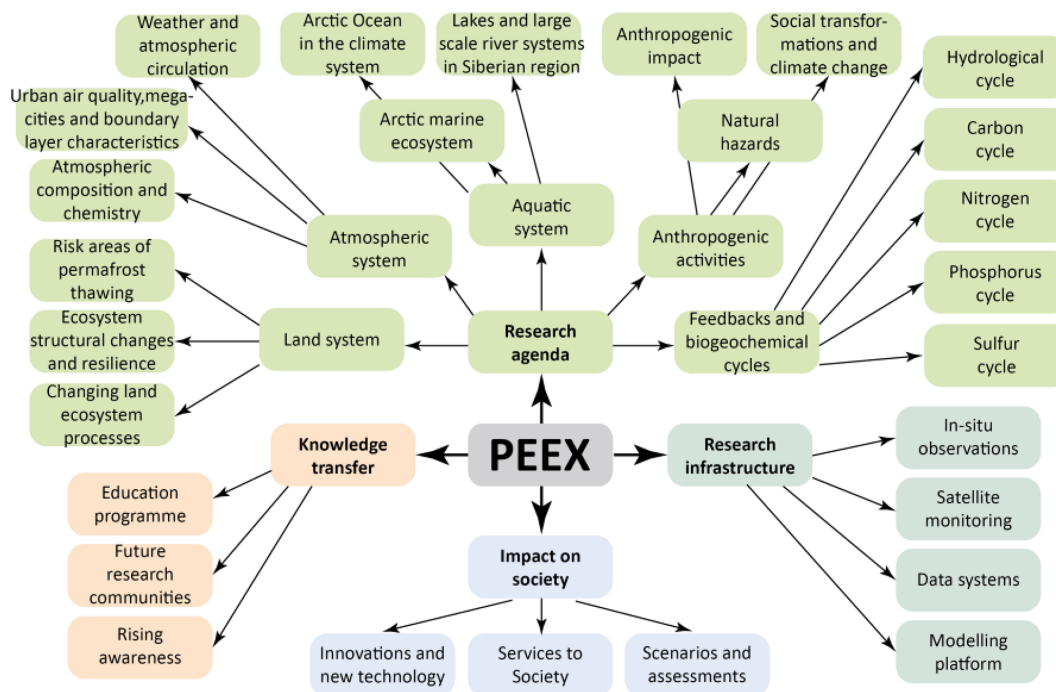 Weather and
atmospheric
circulation
Arctic Ocean
in the climate
system
Lakes and large
scale river systems
in Siberian region
Anthropogenic
impact
Social transfor-
mations and
climate change
Hydrological
cycle
Urban air quality,mega-
cities and boundary
layer characteristics
Arctic marine
ecosystem
Natural
hazards
Carbon
cycle
Atmospheric
composition and
chemistry
Atmospheric
system
Aquatic
system
Anthropogenic
activities
Nitrogen
cycle
Risk areas of
permafrost
thawing
Phosphorus
cycle
Ecosystem
structural changes
and resilience
Land system
Research
agenda
Feedbacks and
biogeochemical
cycles
Sulfur
cycle
Changing land
ecosystem
processes
Knowledge
transfer
PEEX
Research
infrastructure
In-situ
observations
Education
programme
Satellite
monitoring
Future
research
communities
Impact on
society
Data systems
Rising
awareness
Innovations and
new technology
Services to
Society
Scenarios and
assessments
Modelling
platform